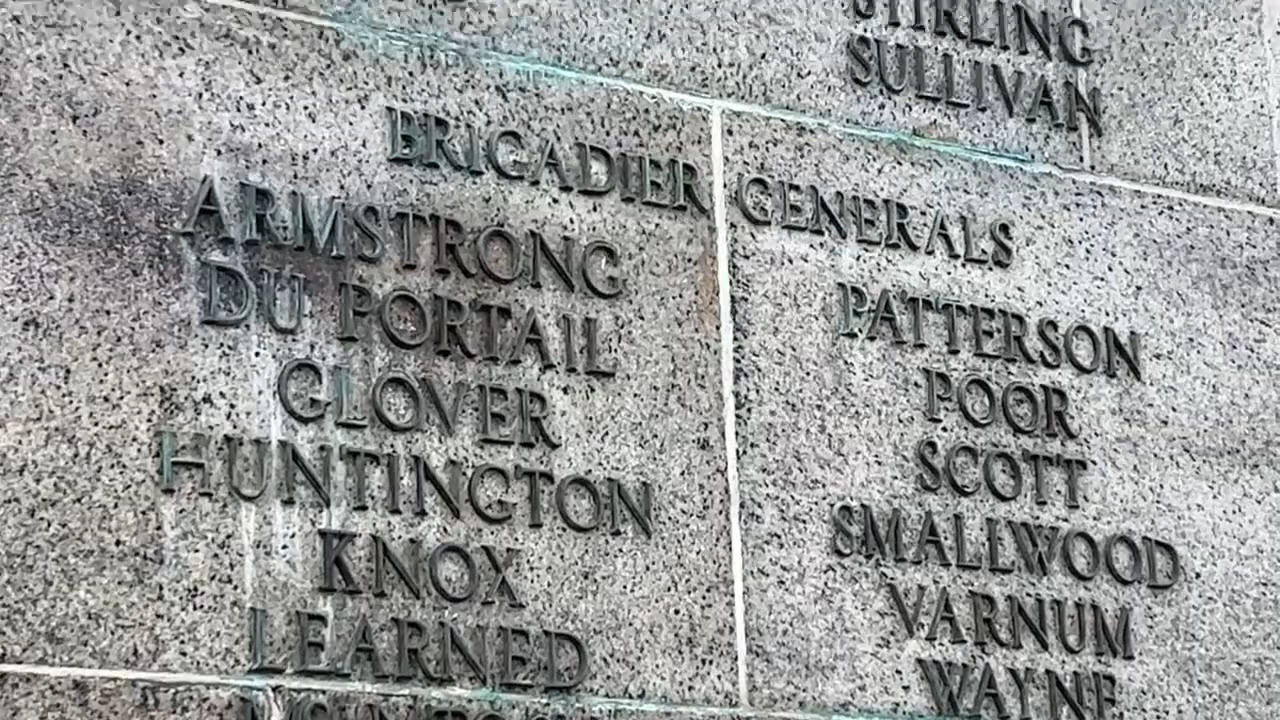 STIRLING
SULLIVAN
BRIGADIER GENERALS
ARMSTRONG
DU PORTAIL
GLOVER
HUNTINGTON
KNOX
LEARNED
PATTERSON
POOR
SCOTT
SMALLWOOD
VARNUM
WAYNE